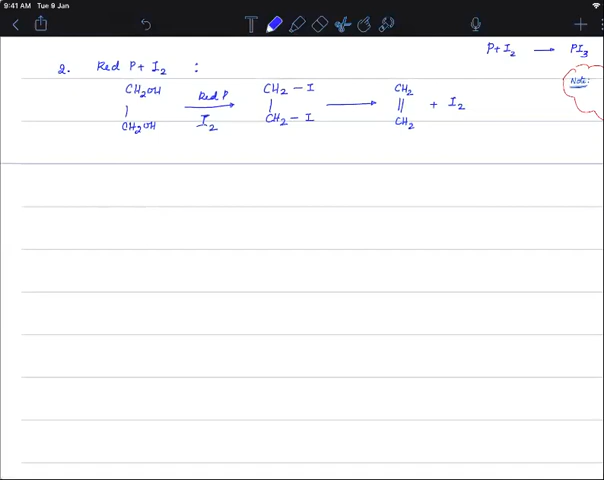 9:41 AM Tue 9 Jan
P + I2 → PI3
2. Red P + I2 :
Note:
CH2OH Red P CH2 - I CH2
| → | → || + I2
CH2OH I2 CH2 - I CH2